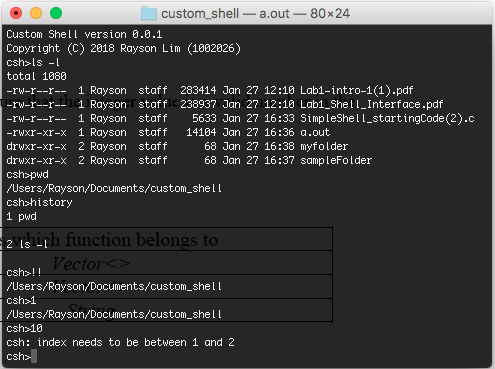 custom_shell — a.out — 80×24
Custom Shell version 0.0.1
Copyright (C) 2018 Rayson Lim (1002026)
csh>ls -l
total 1080
-rw-r--r--  1 Rayson  staff  283414 Jan 27 12:10 Lab1-intro-1(1).pdf
-rw-r--r--@ 1 Rayson  staff  238937 Jan 27 12:10 Lab1_Shell_Interface.pdf
-rw-r--r--  1 Rayson  staff    5633 Jan 27 16:33 SimpleShell_startingCode(2).c
-rwxr-xr-x  1 Rayson  staff   14104 Jan 27 16:36 a.out
drwxr-xr-x  2 Rayson  staff      68 Jan 27 16:38 myfolder
drwxr-xr-x  2 Rayson  staff      68 Jan 27 16:37 sampleFolder
csh>pwd
/Users/Rayson/Documents/custom_shell
csh>history
1 pwd
which function belongs to
2 ls -l
Vector<>
csh>!!
/Users/Rayson/Documents/custom_shell
csh>1
/Users/Rayson/Documents/custom_shell
String
csh>10
csh: index needs to be between 1 and 2
csh>